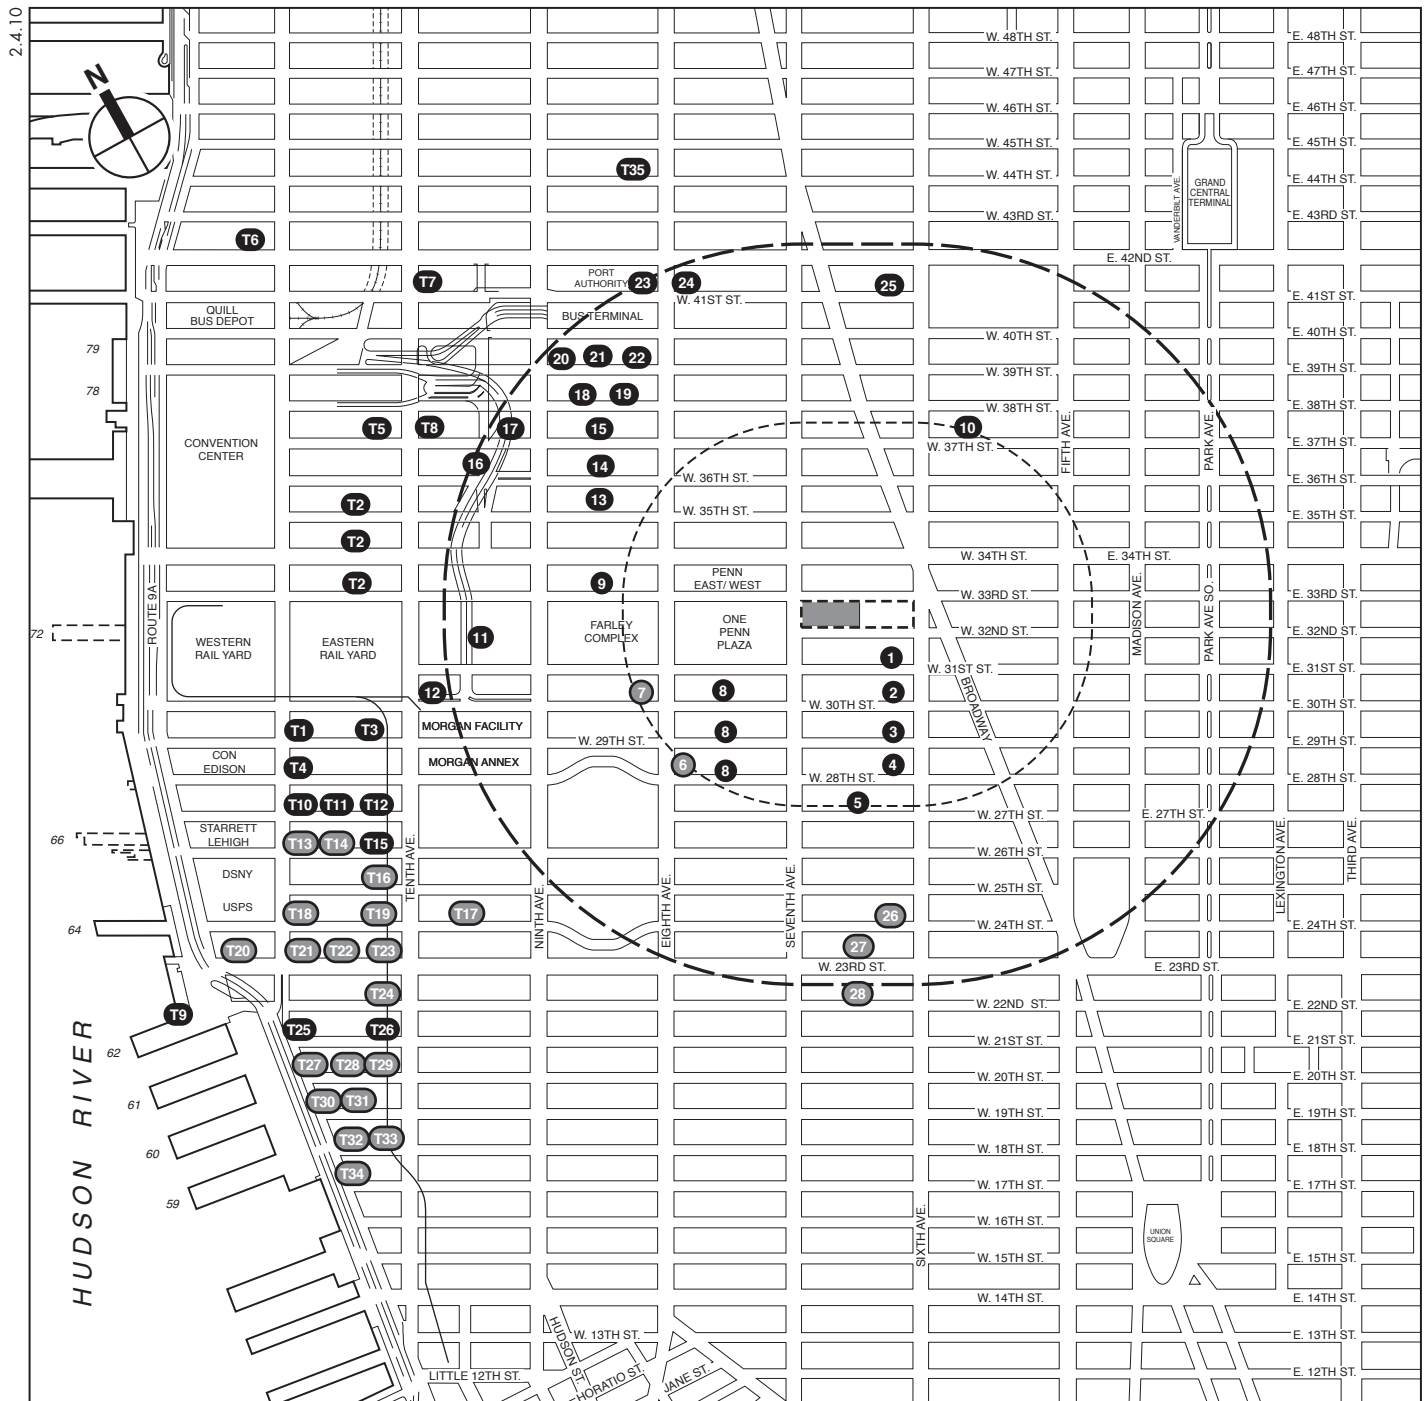 2.4.10
N
W. 48TH ST.
E. 48TH ST.
W. 47TH ST.
E. 47TH ST.
W. 46TH ST.
E. 46TH ST.
W. 45TH ST.
E. 45TH ST.
T35
W. 44TH ST.
E. 44TH ST.
VANDERBILT AVE.
GRAND
CENTRAL
TERMINAL
W. 43RD ST.
E. 43RD ST.
T6
E. 42ND ST.
T7
PORT
AUTHORITY
23
24
25
W. 41ST ST.
E. 41ST ST.
QUILL
BUS DEPOT
BUS TERMINAL
W. 40TH ST.
E. 40TH ST.
79
20
21
22
W. 39TH ST.
E. 39TH ST.
78
18
19
W. 38TH ST.
E. 38TH ST.
T5
T8
17
15
10
FIFTH AVE.
PARK AVE.
CONVENTION
CENTER
W. 37TH ST.
E. 37TH ST.
16
14
W. 36TH ST.
E. 36TH ST.
T2
13
W. 35TH ST.
E. 35TH ST.
T2
W. 34TH ST.
E. 34TH ST.
T2
9
PENN
EAST/ WEST
W. 33RD ST.
E. 33RD ST.
ROUTE 9A
MADISON AVE.
PARK AVE SO.
72
WESTERN
RAIL YARD
EASTERN
RAIL YARD
11
FARLEY
COMPLEX
ONE
PENN
PLAZA
W. 32ND ST.
E. 32ND ST.
1
W. 31ST ST.
E. 31ST ST.
12
7
8
2
BROADWAY
W. 30TH ST.
E. 30TH ST.
T1
T3
MORGAN FACILITY
8
3
W. 29TH ST.
E. 29TH ST.
CON
EDISON
T4
MORGAN ANNEX
6
8
4
W. 28TH ST.
E. 28TH ST.
T10
T11
T12
5
W. 27TH ST.
E. 27TH ST.
66
STARRETT
LEHIGH
T13
T14
T15
W. 26TH ST.
DSNY
T16
TENTH AVE.
NINTH AVE.
EIGHTH AVE.
SEVENTH AVE.
LEXINGTON AVE.
THIRD AVE.
W. 25TH ST.
USPS
T18
T19
T17
26
W. 24TH ST.
E. 24TH ST.
64
T20
T21
T22
T23
27
W. 23RD ST.
E. 23RD ST.
T24
28
W. 22ND ST.
E. 22ND ST.
T9
T25
T26
W. 21ST ST.
E. 21ST ST.
62
T27
T28
T29
W. 20TH ST.
E. 20TH ST.
HUDSON RIVER
61
T30
T31
W. 19TH ST.
E. 19TH ST.
60
T32
T33
W. 18TH ST.
E. 18TH ST.
T34
W. 17TH ST.
E. 17TH ST.
59
W. 16TH ST.
SIXTH AVE.
UNION
SQUARE
W. 15TH ST.
E. 15TH ST.
W. 14TH ST.
E. 14TH ST.
HUDSON ST.
W. 13TH ST.
E. 13TH ST.
LITTLE 12TH ST.
HORATIO ST.
JANE ST.
E. 12TH ST.